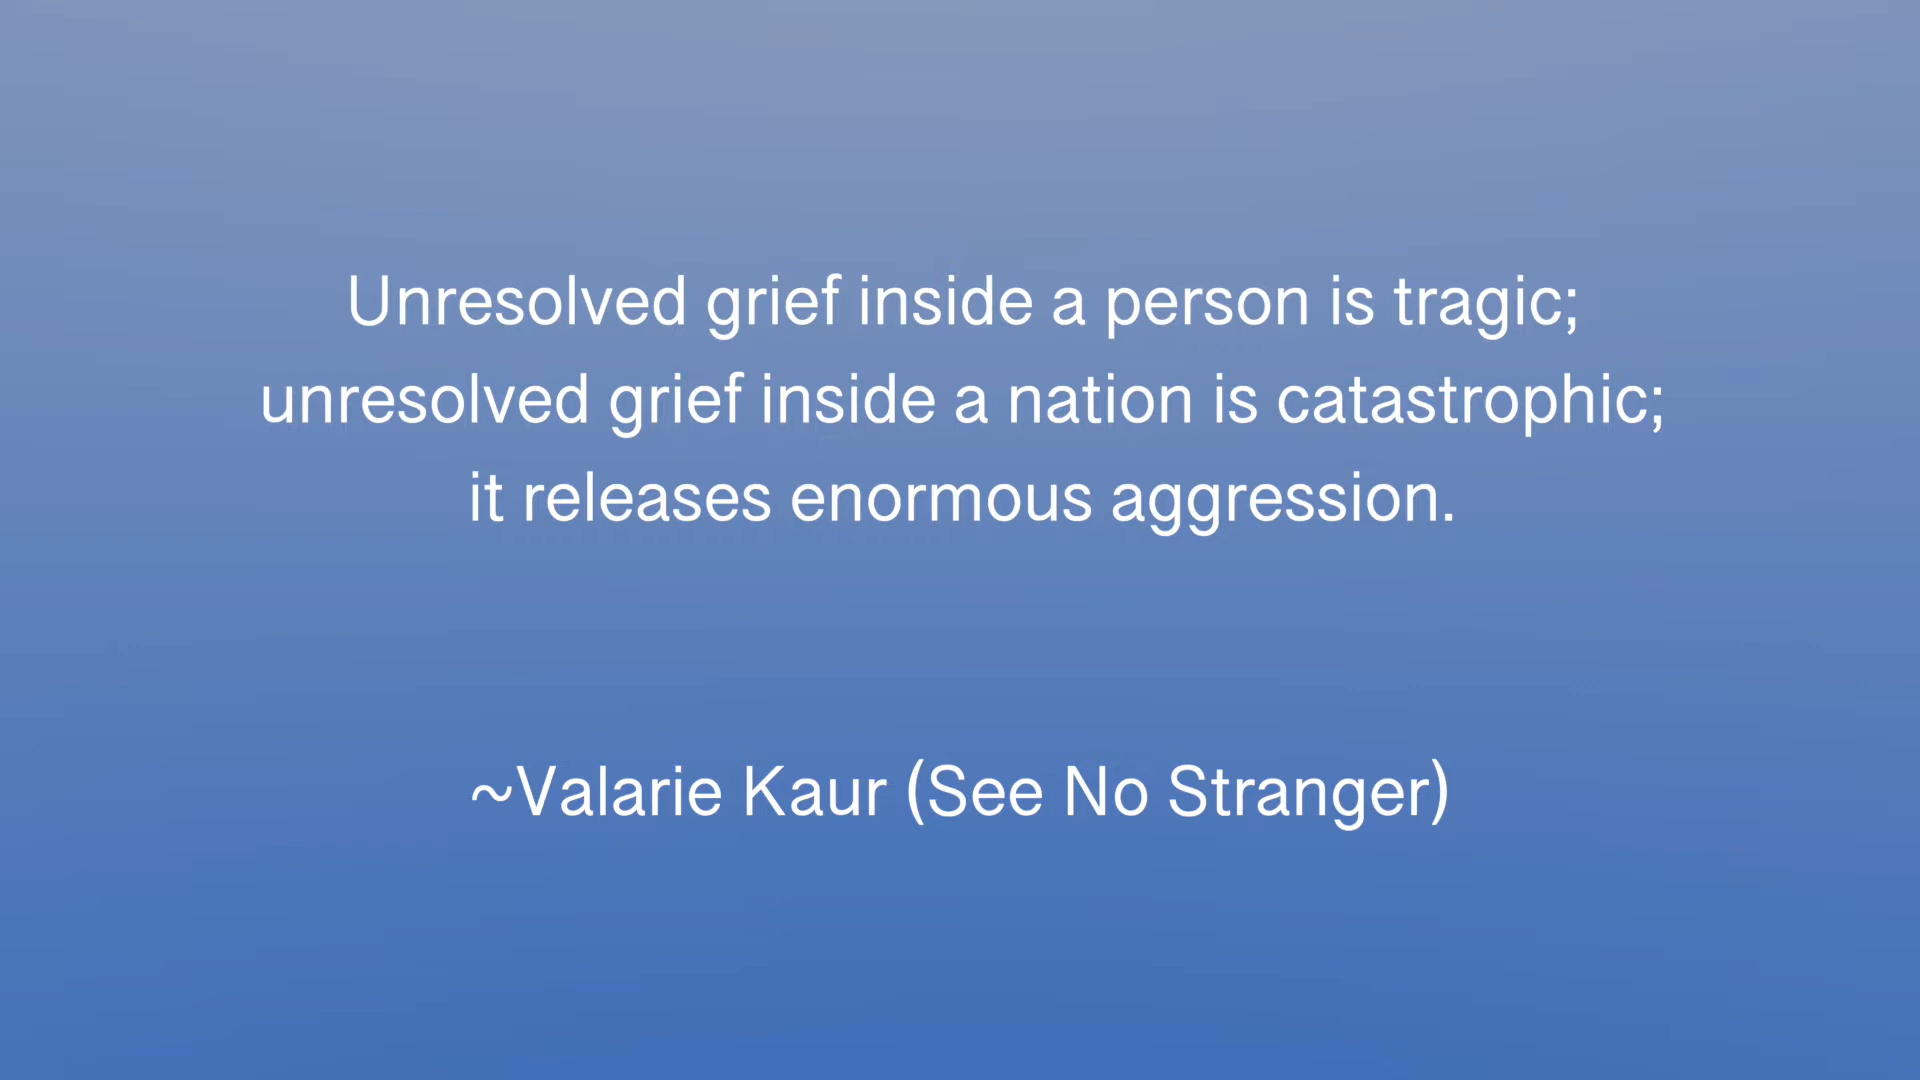 Unresolved grief inside a person is tragic;
unresolved grief inside a nation is catastrophic;
it releases enormous aggression.
~Valarie Kaur (See No Stranger)